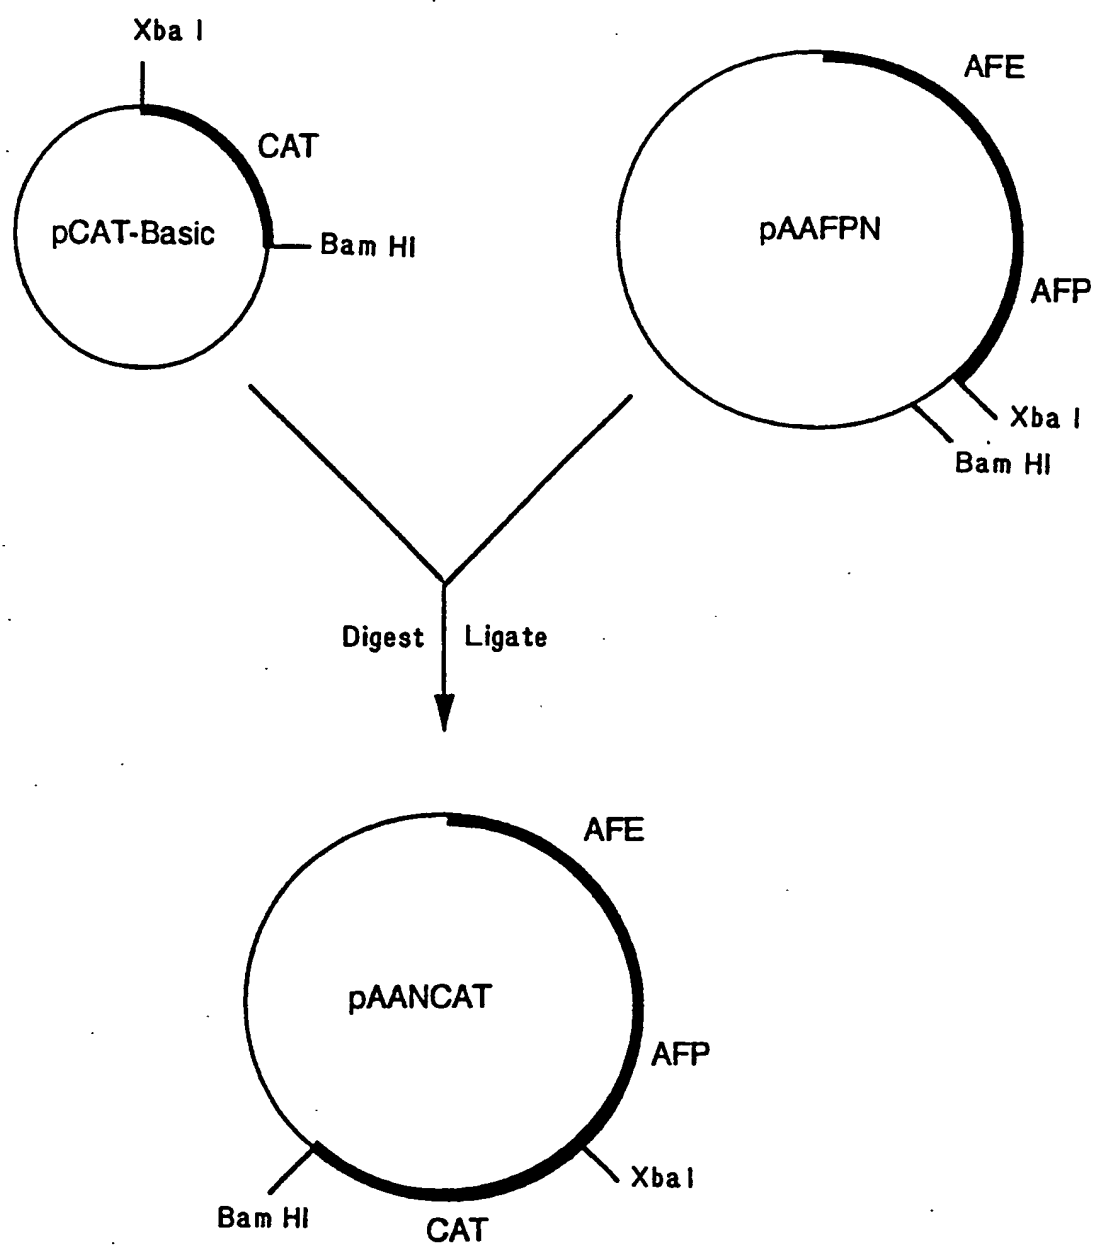 Xba I
CAT
pCAT-Basic
Bam HI
AFE
pAAFPN
AFP
Xba I
Bam HI
Digest Ligate
AFE
pAANCAT
AFP
Xba I
Bam HI
CAT